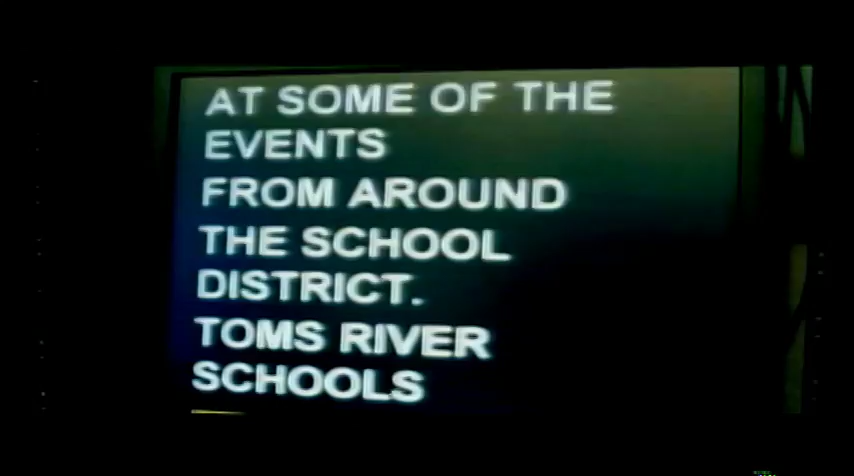 AT SOME OF THE
EVENTS
FROM AROUND
THE SCHOOL
DISTRICT.
TOMS RIVER
SCHOOLS